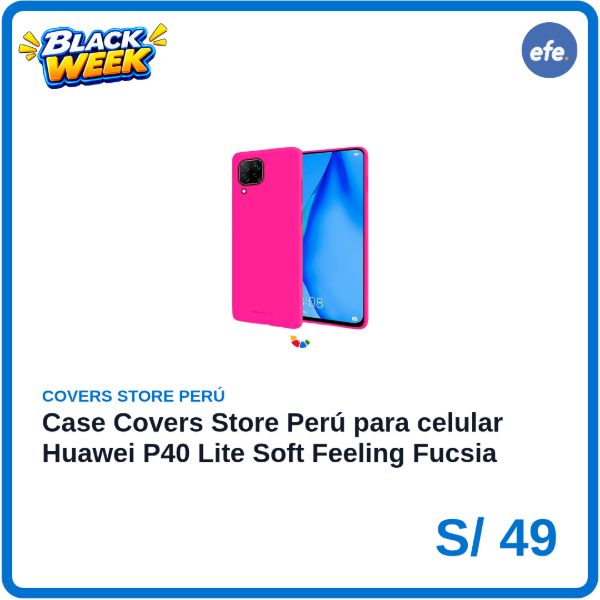 BLACK
WEEK
efe.
:08
COVERS STORE PERÚ
Case Covers Store Perú para celular
Huawei P40 Lite Soft Feeling Fucsia
S/ 49